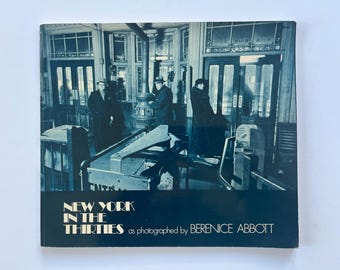 NEW YORK
IN THE
THIRTIES as photographed by BERENICE ABBOTT